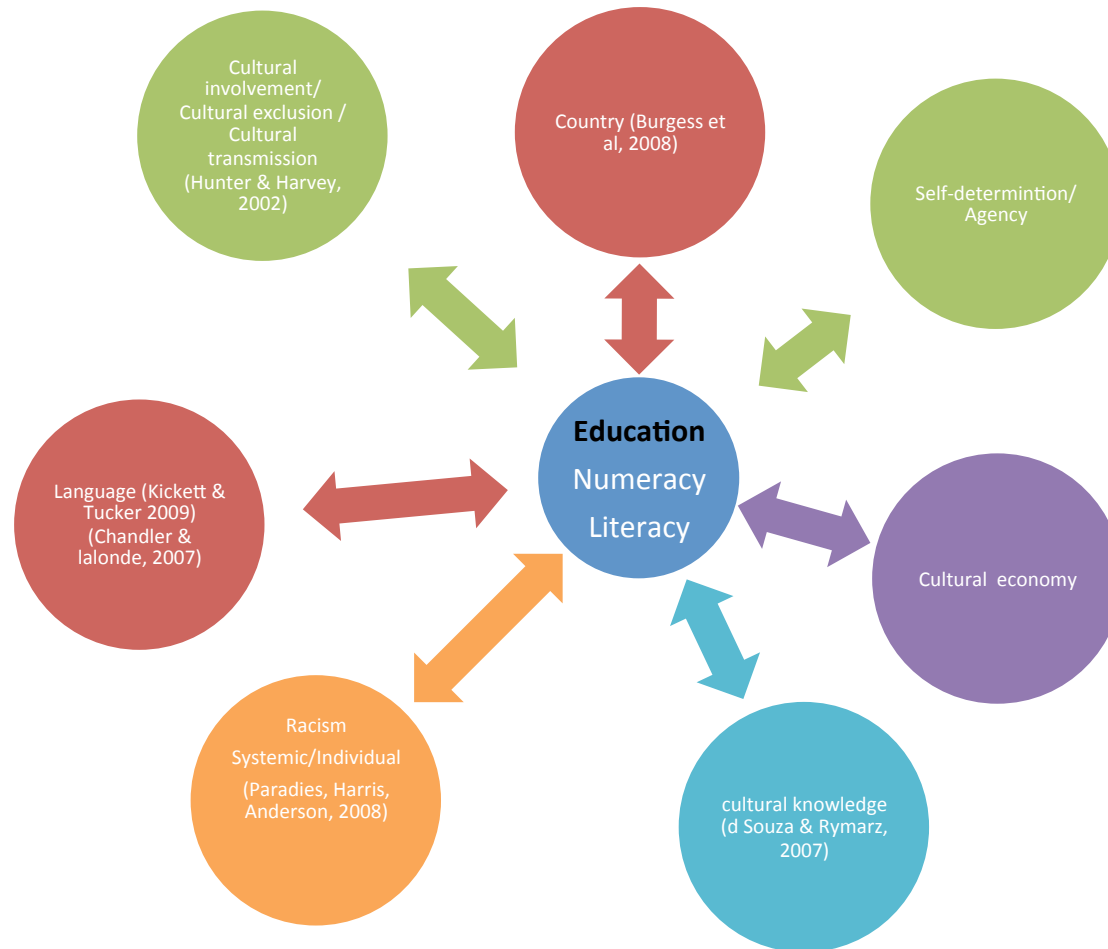 Cultural
involvement/
Cultural exclusion /
Cultural
transmission
(Hunter & Harvey,
2002)
Country (Burgess et
al, 2008)
Self-determintion/
Agency
Education
Numeracy
Literacy
Language (Kickett &
Tucker 2009)
(Chandler &
lalonde, 2007)
Cultural economy
Racism
Systemic/Individual
(Paradies, Harris,
Anderson, 2008)
cultural knowledge
(d Souza & Rymarz,
2007)